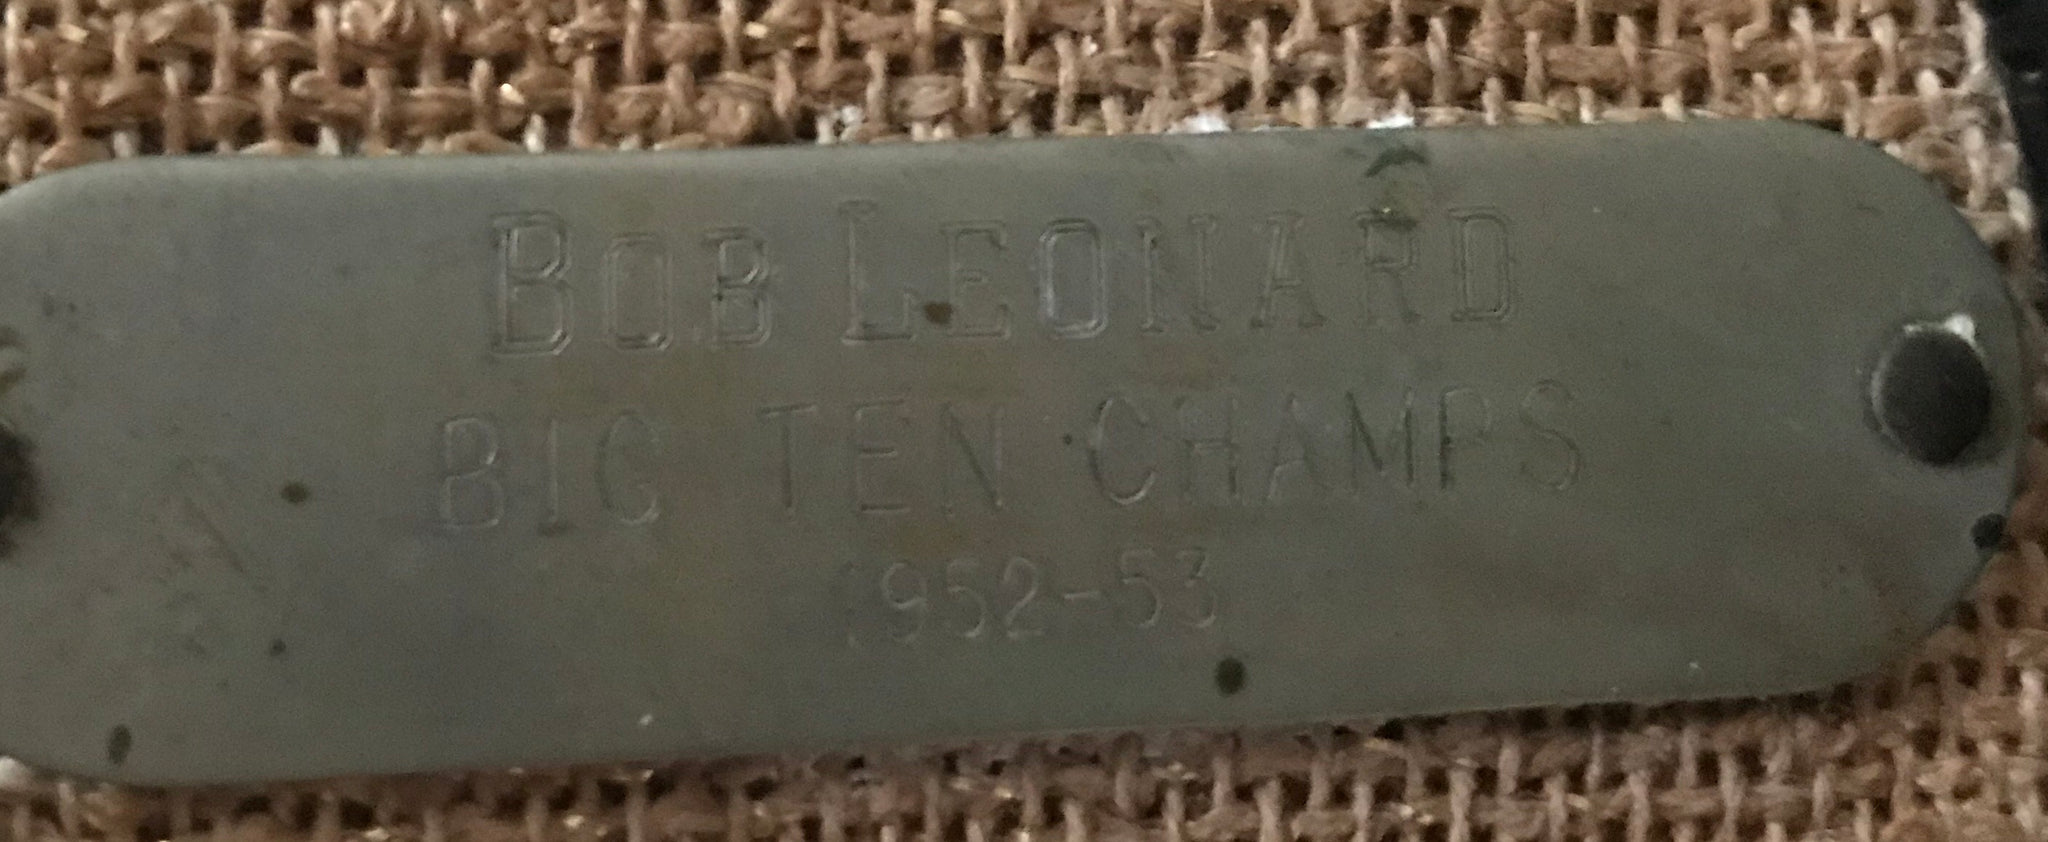 BOB LEONARD
BIG TEN CHAMPS
1952-53